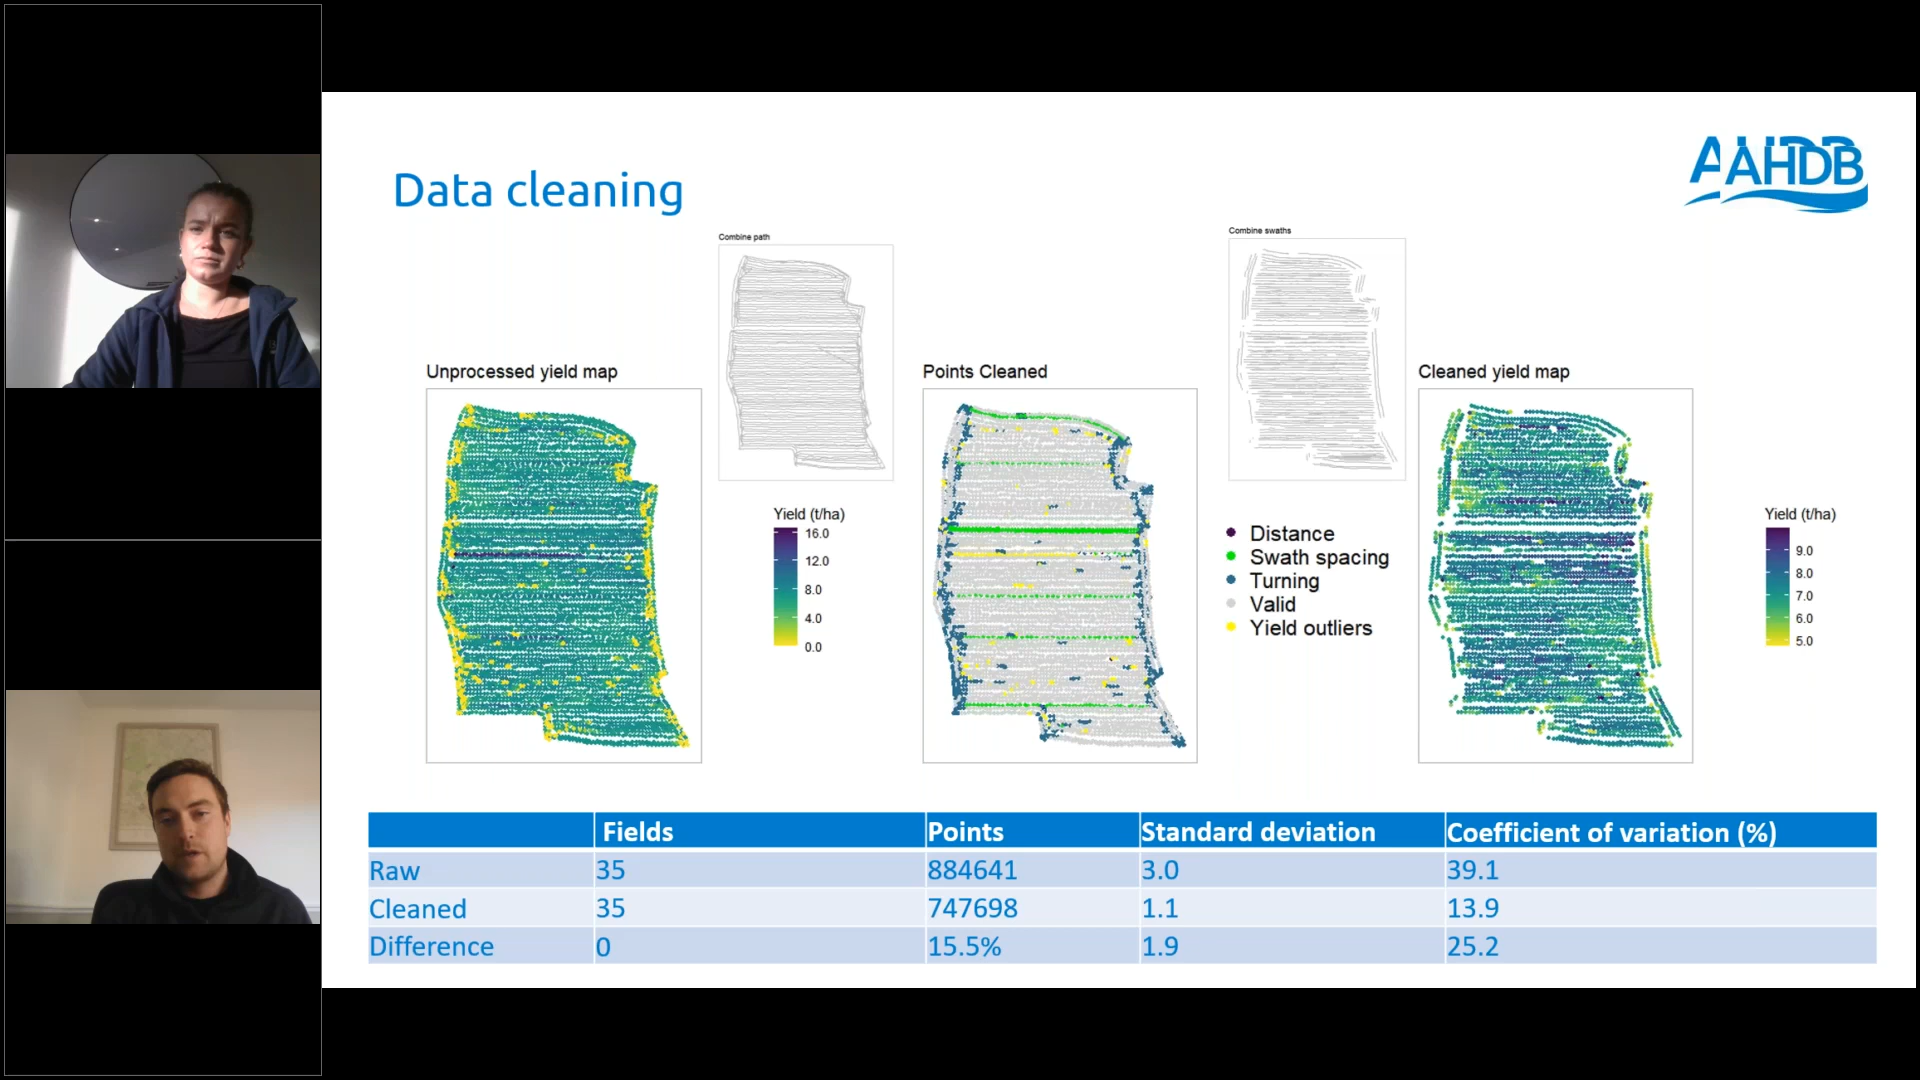 AAHDB
Data cleaning
Combine path
Combine swaths
Unprocessed yield map
Points Cleaned
Cleaned yield map
Yield (t/ha)
16.0
12.0
8.0
4.0
0.0
Distance
Swath spacing
Turning
Valid
Yield outliers
Yield (t/ha)
9.0
8.0
7.0
6.0
5.0
Fields Points Standard deviation Coefficient of variation (%)
Raw 35 884641 3.0 39.1
Cleaned 35 747698 1.1 13.9
Difference 0 15.5% 1.9 25.2